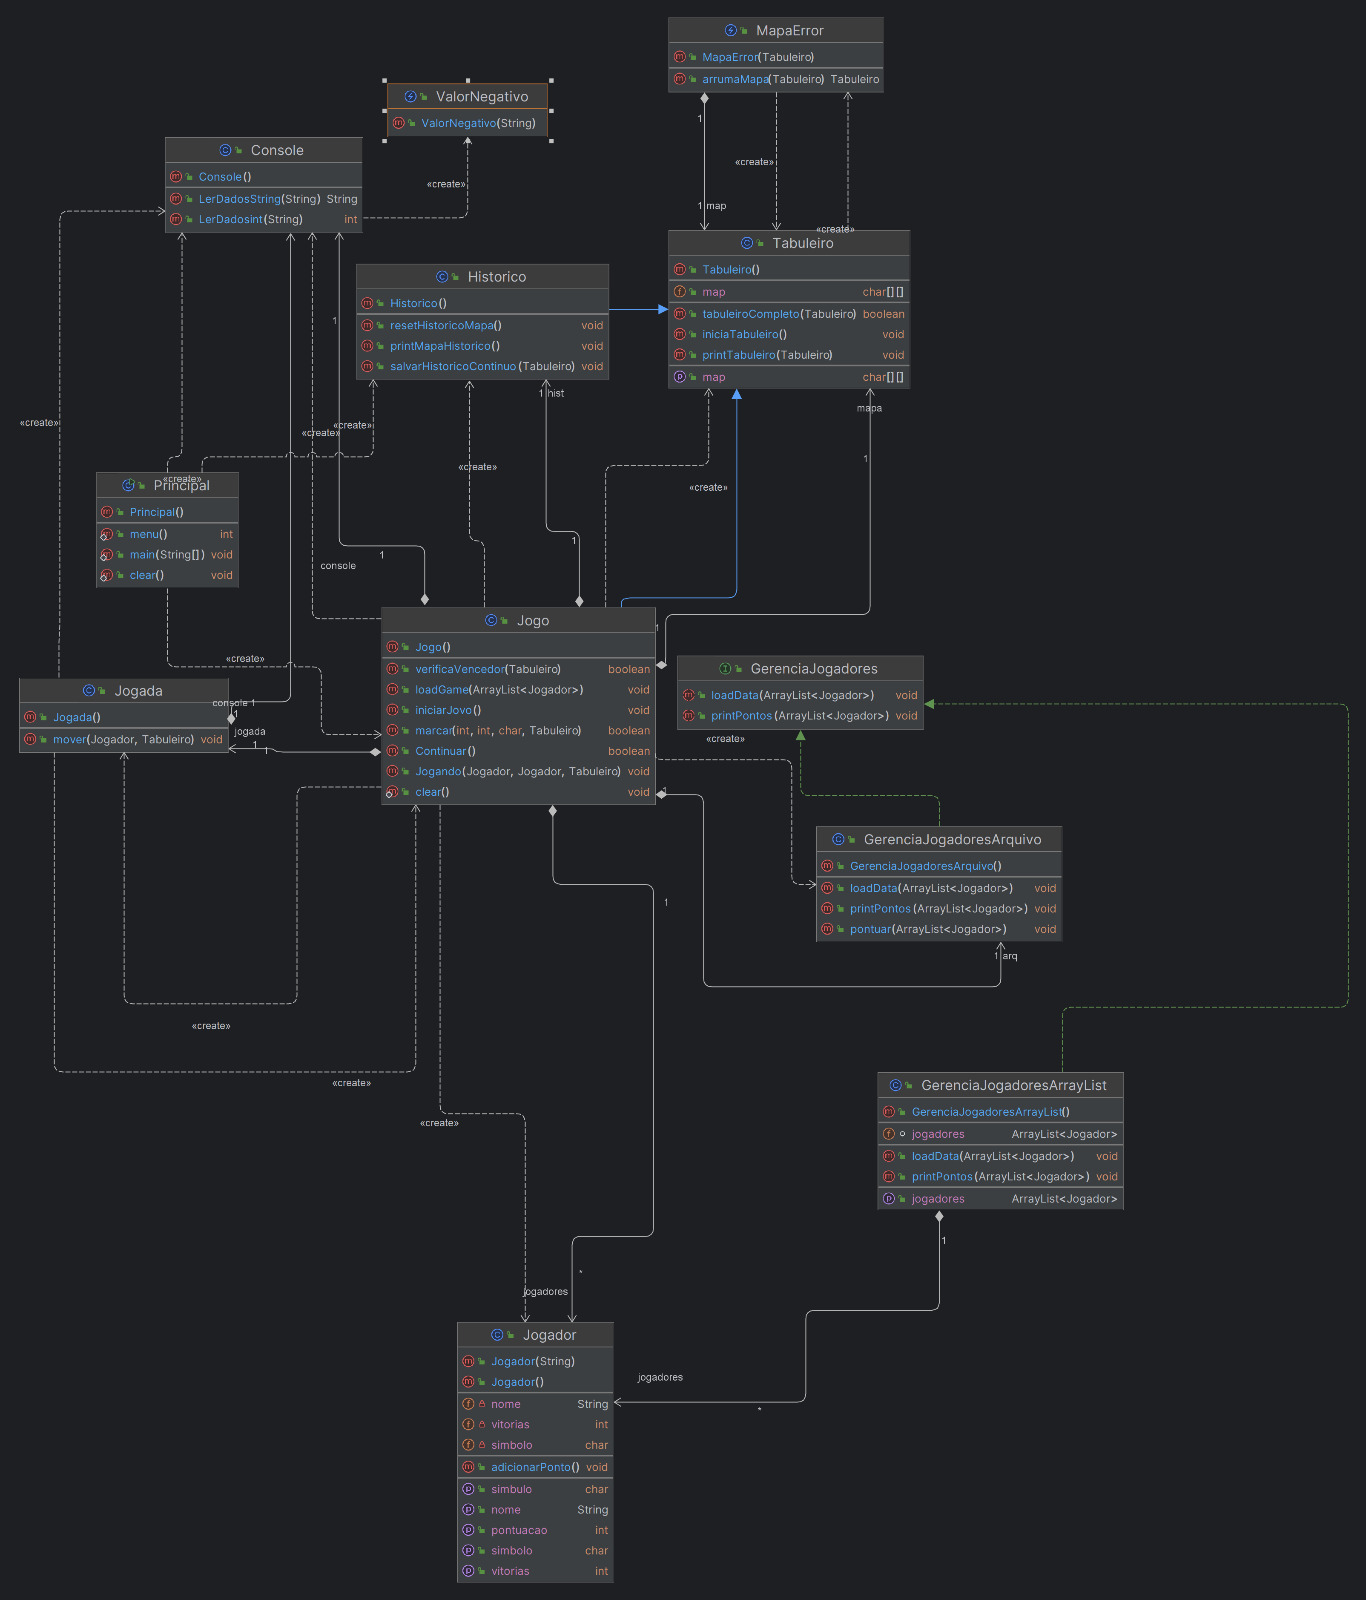 MapaError
MapaError(Tabuleiro)
arrumaMapa(Tabuleiro) Tabuleiro
ValorNegativo
ValorNegativo(String)
1
«create»
«create»
1 map
«create»
Console
Console()
LerDadosString(String) String
LerDadosint(String) int
Tabuleiro
Tabuleiro()
map char[][]
tabuleiroCompleto(Tabuleiro) boolean
iniciaTabuleiro() void
printTabuleiro(Tabuleiro) void
map char[][]
Historico
Historico()
resetHistoricoMapa() void
printMapaHistorico() void
salvarHistoricoContinuo(Tabuleiro) void
1
1 hist
mapa
«create»
«create»
«create»
1
«create»
«create»
«create»
Principal
Principal()
menu() int
main(String[]) void
clear() void
1
1
console
Jogo
Jogo()
verificaVencedor(Tabuleiro) boolean
loadGame(ArrayList<Jogador>) void
iniciarJovo() void
marcar(int, int, char, Tabuleiro) boolean
Continuar() boolean
Jogando(Jogador, Jogador, Tabuleiro) void
clear() void
1
«create»
Jogada
Jogada()
mover(Jogador, Tabuleiro) void
console 1
1
jogada
1
1
GerenciaJogadores
loadData(ArrayList<Jogador>) void
printPontos(ArrayList<Jogador>) void
«create»
1
GerenciaJogadoresArquivo
GerenciaJogadoresArquivo()
loadData(ArrayList<Jogador>) void
printPontos(ArrayList<Jogador>) void
pontuar(ArrayList<Jogador>) void
1
1 arq
«create»
«create»
«create»
GerenciaJogadoresArrayList
GerenciaJogadoresArrayList()
jogadores ArrayList<Jogador>
loadData(ArrayList<Jogador>) void
printPontos(ArrayList<Jogador>) void
jogadores ArrayList<Jogador>
1
*
jogadores
Jogador
Jogador(String)
Jogador()
nome String
vitorias int
simbolo char
adicionarPonto() void
simbulo char
nome String
pontuacao int
simbolo char
vitorias int
jogadores
*